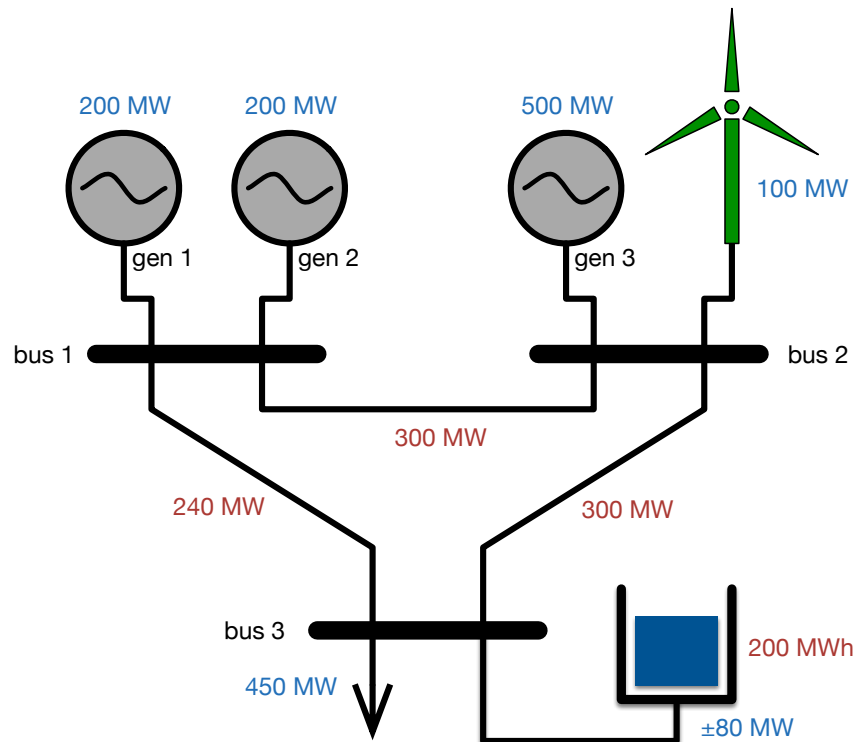 200 MW
200 MW
500 MW
100 MW
gen 1
gen 2
gen 3
bus 1
bus 2
300 MW
240 MW
300 MW
bus 3
200 MWh
450 MW
±80 MW